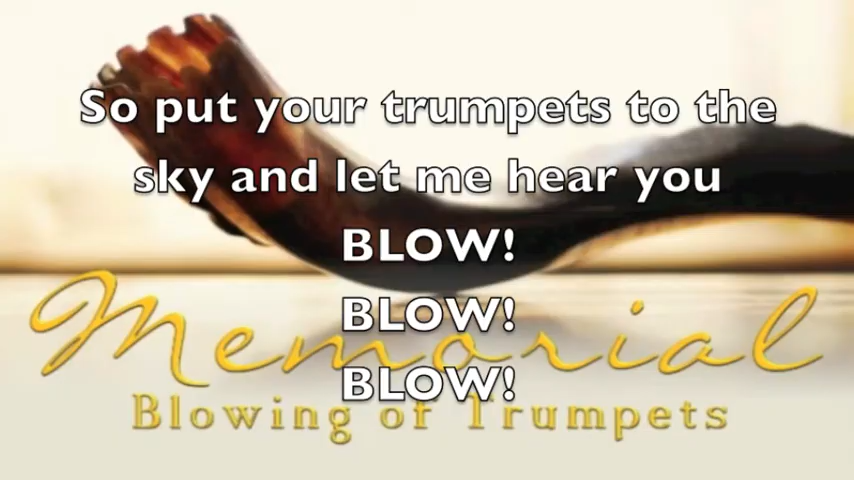 So put your trumpets to the
sky and let me hear you
BLOW!
BLOW!
BLOW!
Memorial
Blowing of Trumpets